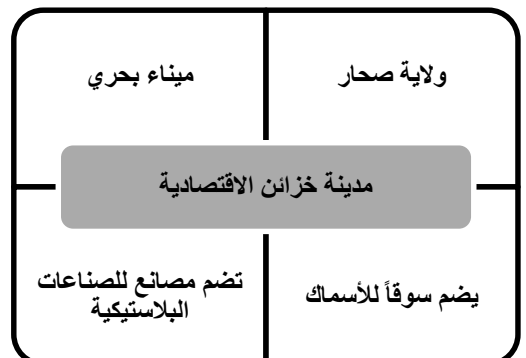 ولاية صحار
ميناء بحري
مدينة خزائن الاقتصادية
يضم سوقاً للأسماك
تضم مصانع للصناعات
البلاستيكية